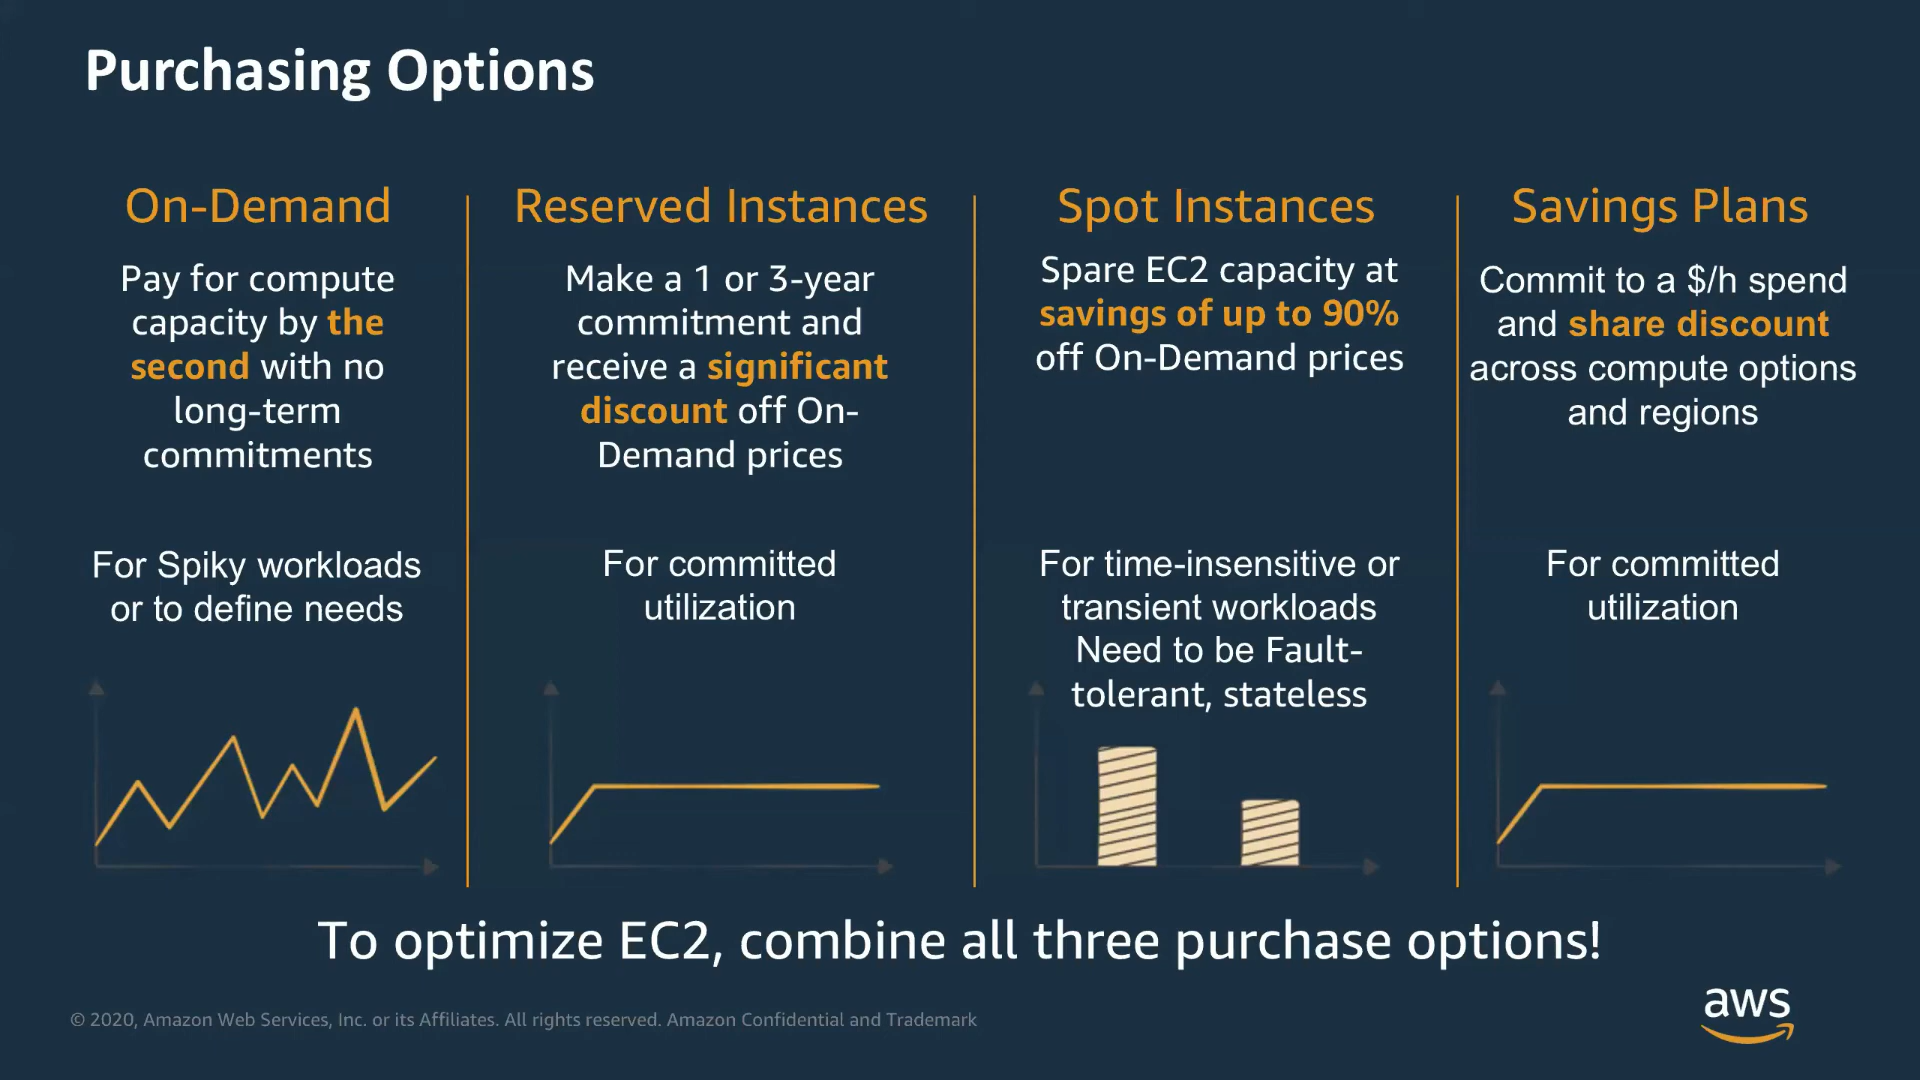 Purchasing Options
On-Demand
Pay for compute
capacity by the
second with no
long-term
commitments
For Spiky workloads
or to define needs
Reserved Instances
Make a 1 or 3-year
commitment and
receive a significant
discount off On-
Demand prices
For committed
utilization
Spot Instances
Spare EC2 capacity at
savings of up to 90%
off On-Demand prices
For time-insensitive or
transient workloads
Need to be Fault-
tolerant, stateless
Savings Plans
Commit to a $/h spend
and share discount
across compute options
and regions
For committed
utilization
To optimize EC2, combine all three purchase options!
© 2020, Amazon Web Services, Inc. or its Affiliates. All rights reserved. Amazon Confidential and Trademark
aws